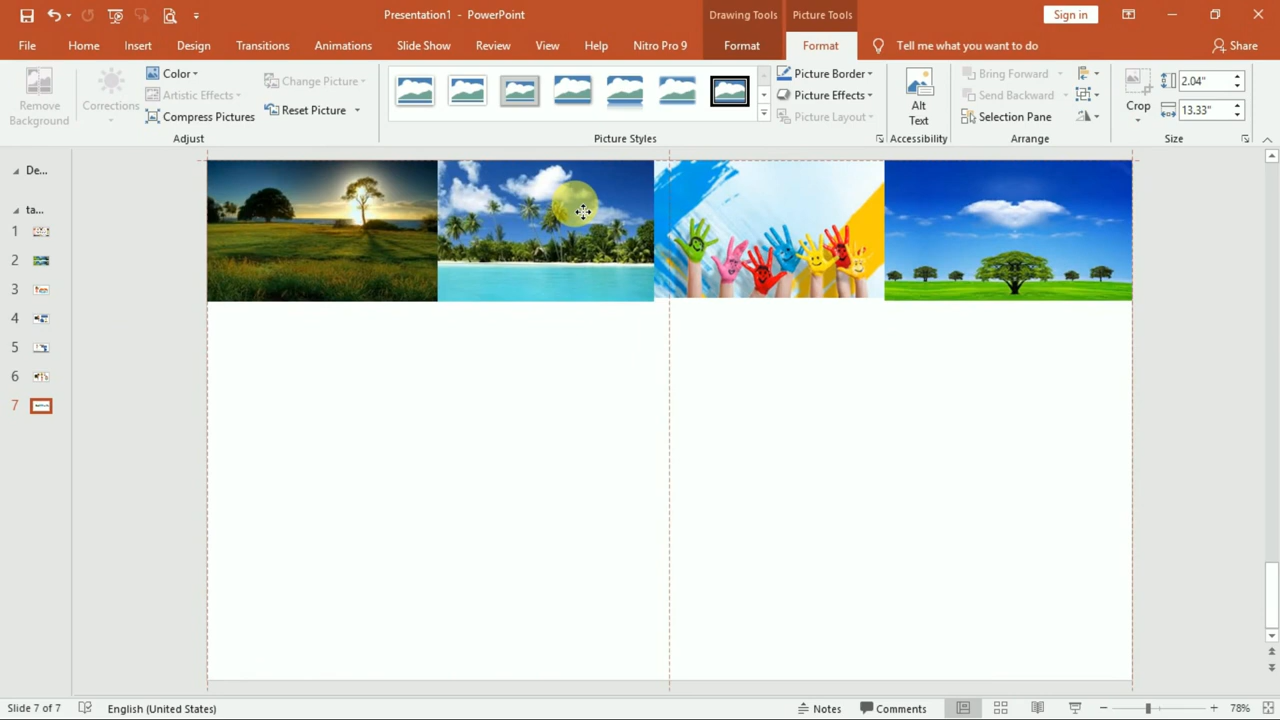 Presentation1 - PowerPoint
Drawing Tools
Picture Tools
Sign in
File
Home
Insert
Design
Transitions
Animations
Slide Show
Review
View
Help
Nitro Pro 9
Format
Format
Tell me what you want to do
Share
Remove
Background
Corrections
Color
Artistic Effects
Compress Pictures
Change Picture
Reset Picture
Adjust
Picture Styles
Picture Border
Picture Effects
Picture Layout
Alt
Text
Accessibility
Bring Forward
Send Backward
Selection Pane
Arrange
Crop
2.04"
13.33"
Size
De...
ta...
1
2
3
4
5
6
7
Slide 7 of 7
English (United States)
Notes
Comments
78%